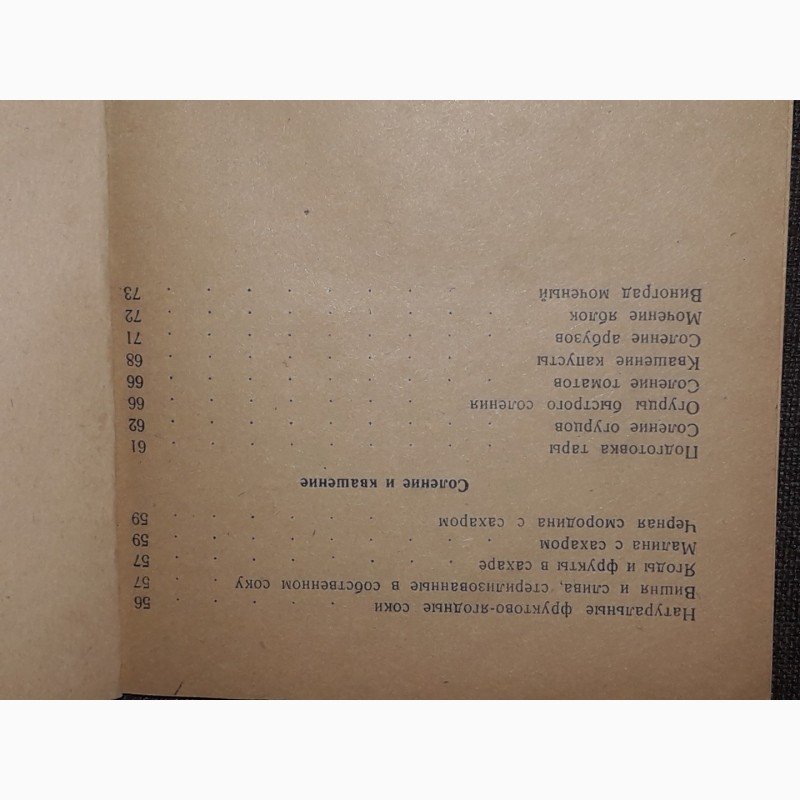 Натуральные фруктово-ягодные соки . . . . . 56
Вишня и слива, стерилизованные в собственном соку . 57
Ягоды и фрукты в сахаре . . . . . . . . 57
Малина с сахаром . . . . . . . . 59
Черная смородина с сахаром . . . . . . . 59
Соление и квашение
Подготовка тары . . . . . . . . . 61
Соление огурцов . . . . . . . . . 62
Огурцы быстрого соления . . . . . . . . 66
Соление томатов . . . . . . . . . 66
Квашение капусты . . . . . . . . . 68
Соление арбузов . . . . . . . . . 71
Мочение яблок . . . . . . . . . 72
Виноград моченый . . . . . . . . . 73